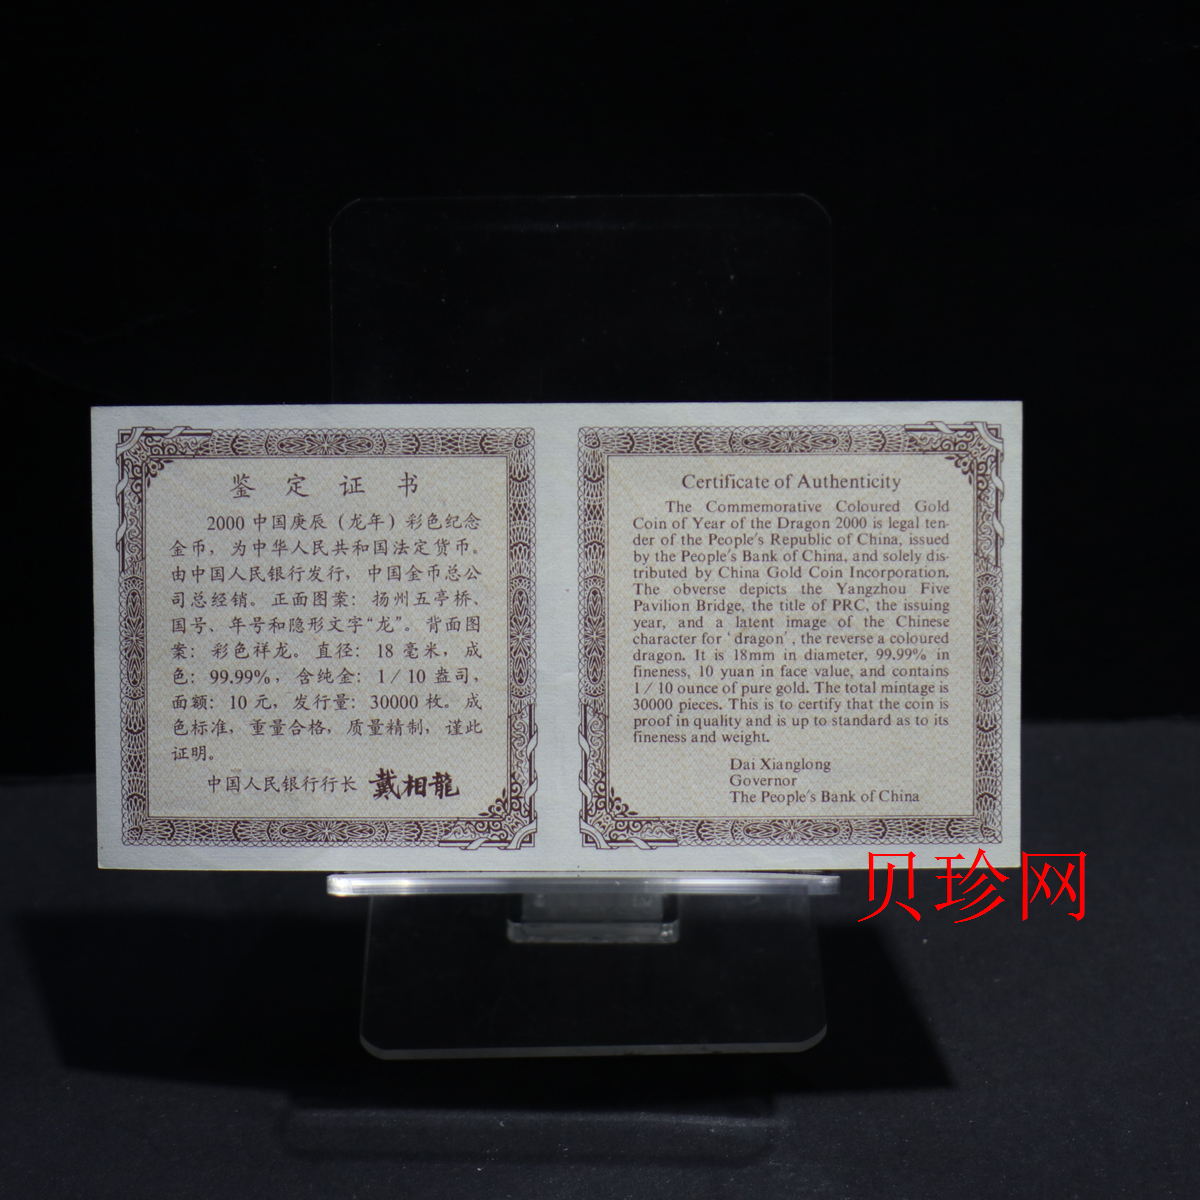 鉴定证书
2000 中国庚辰（龙年）彩色纪念
金币，为中华人民共和国法定货币。
由中国人民银行发行，中国金币总公
司总经销。正面图案：扬州五亭桥、
国号、年号和隐形文字“龙”。背面图
案：彩色祥龙。直径：18 毫米，成
色：99.99%，含纯金：1／10 盎司，
面额：10 元，发行量：30000 枚。成
色标准，重量合格，质量精制，谨此
证明。
中国人民银行行长 戴相龍
Certificate of Authenticity
The Commemorative Coloured Gold
Coin of Year of the Dragon 2000 is legal ten-
der of the People's Republic of China, issued
by the People's Bank of China, and solely dis-
tributed by China Gold Coin Incorporation.
The obverse depicts the Yangzhou Five
Pavilion Bridge, the title of PRC, the issuing
year, and a latent image of the Chinese
character for 'dragon', the reverse a coloured
dragon. It is 18mm in diameter, 99.99% in
fineness, 10 yuan in face value, and contains
1／10 ounce of pure gold. The total mintage is
30000 pieces. This is to certify that the coin is
proof in quality and is up to standard as to its
fineness and weight.
Dai Xianglong
Governor
The People's Bank of China
贝珍网